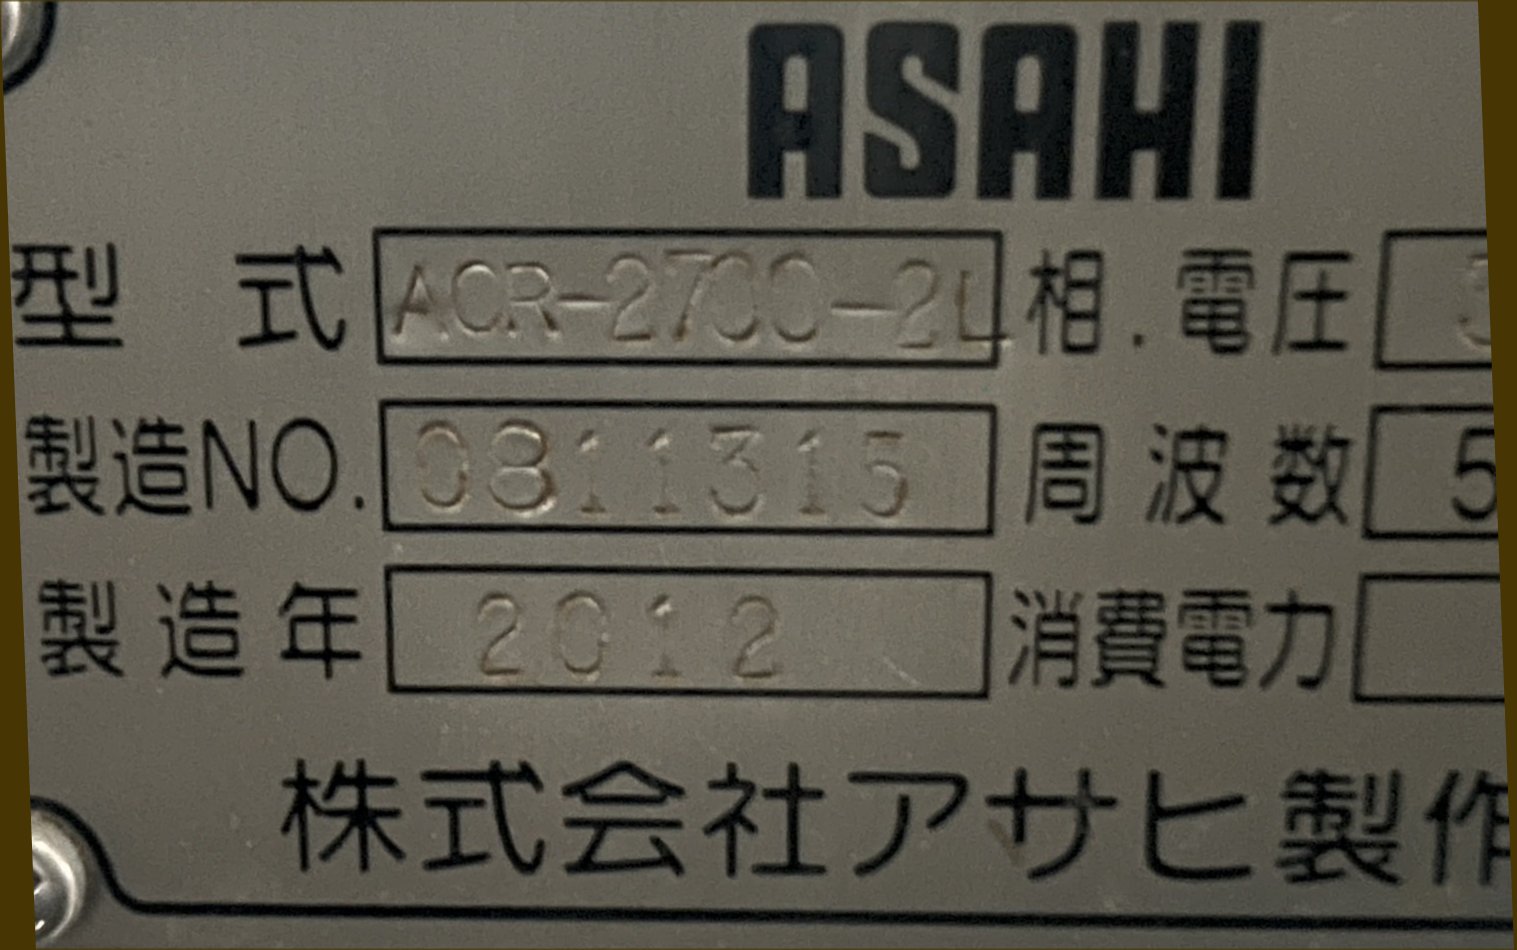 ASAHI
型式 ACR-2700-2L 相.電圧
製造NO. 0811315 周波数 5
製造年 2012 消費電力
株式会社アサヒ製作